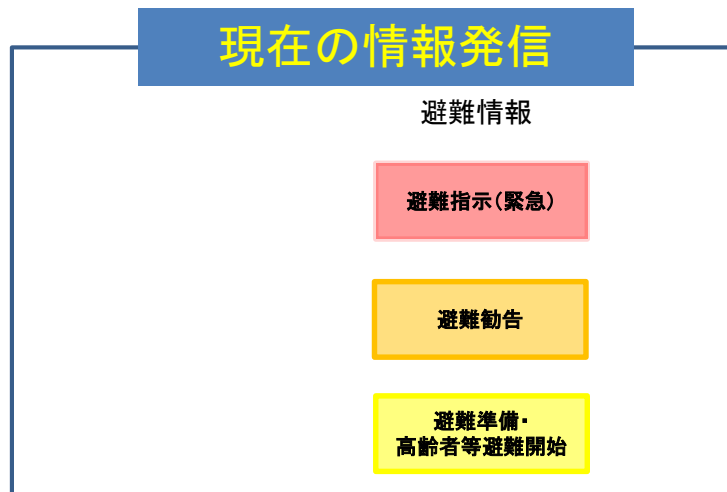 現在の情報発信
避難情報
避難指示（緊急）
避難勧告
避難準備・
高齢者等避難開始